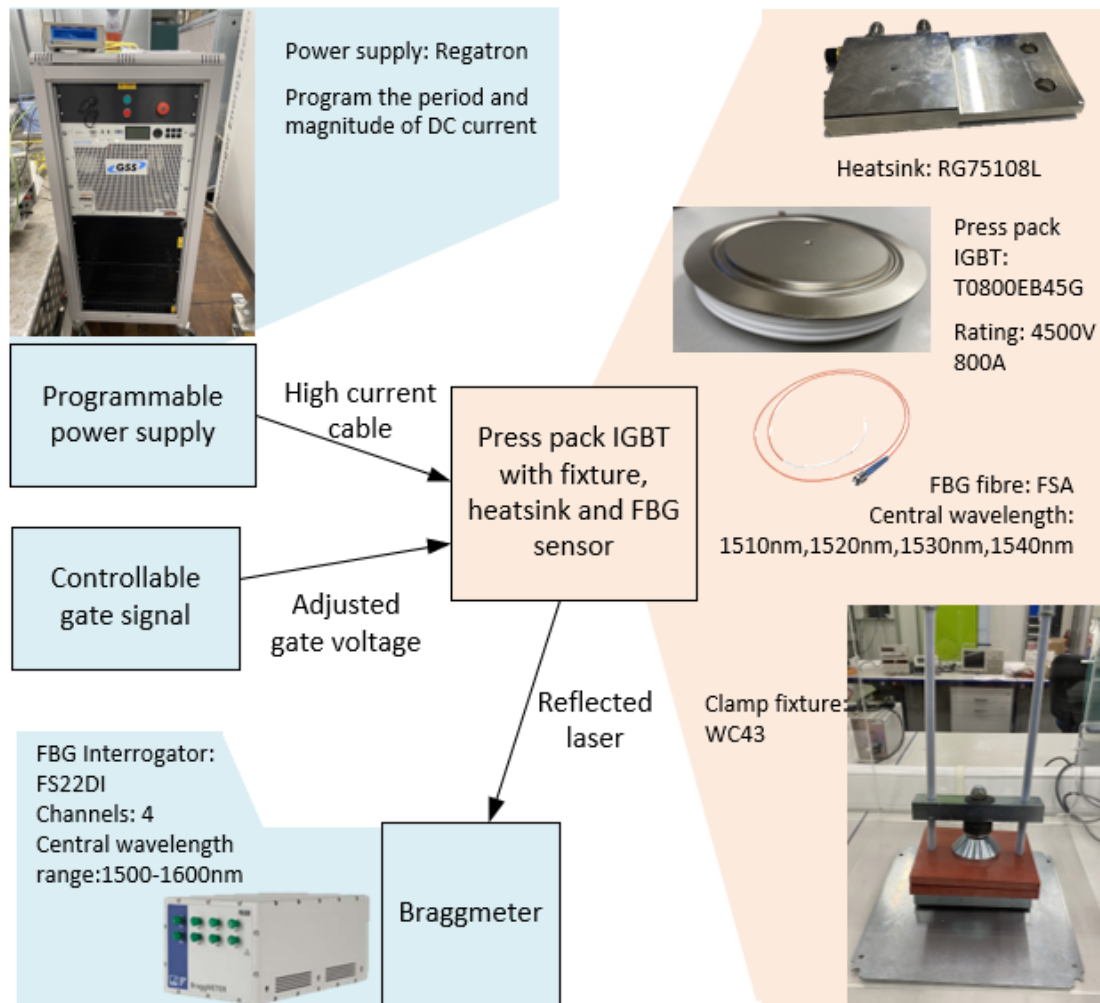 Power supply: Regatron
Program the period and
magnitude of DC current
GSS
Heatsink: RG75108L
Press pack
IGBT:
T0800EB45G
Rating: 4500V
800A
FBG fibre: FSA
Central wavelength:
1510nm,1520nm,1530nm,1540nm
Programmable
power supply
High current
cable
Press pack IGBT
with fixture,
heatsink and FBG
sensor
Controllable
gate signal
Adjusted
gate voltage
Reflected
laser
Clamp fixture:
WC43
FBG Interrogator:
FS22DI
Channels: 4
Central wavelength
range:1500-1600nm
BraggMETER
Braggmeter